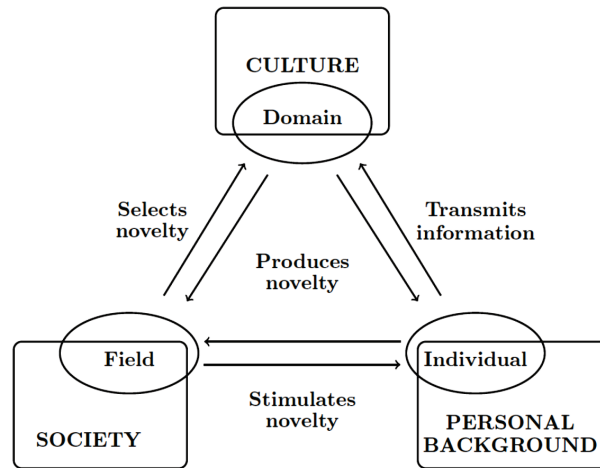 CULTURE
Domain
Selects
novelty
Transmits
information
Produces
novelty
Field
Individual
Stimulates
novelty
SOCIETY
PERSONAL
BACKGROUND